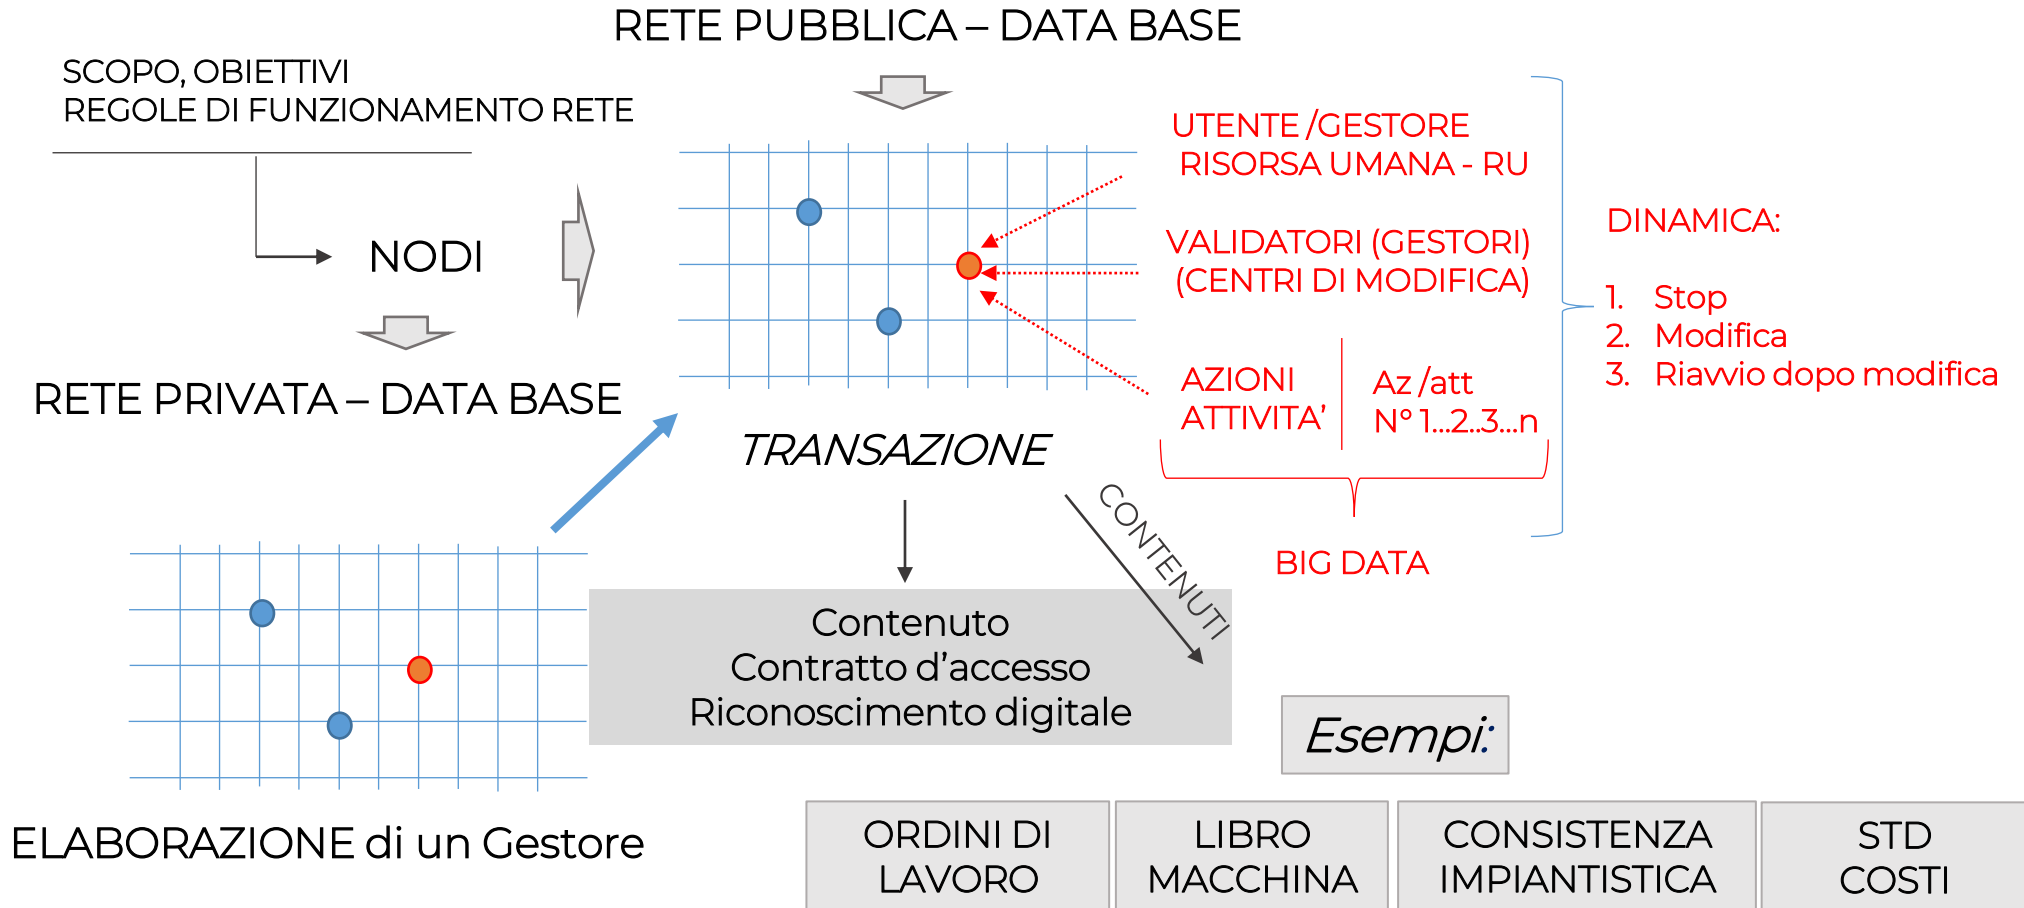 RETE PUBBLICA – DATA BASE
SCOPO, OBIETTIVI
REGOLE DI FUNZIONAMENTO RETE
NODI
RETE PRIVATA – DATA BASE
UTENTE /GESTORE
RISORSA UMANA - RU
VALIDATORI (GESTORI)
(CENTRI DI MODIFICA)
AZIONI
ATTIVITA’
Az /att
N° 1...2..3...n
BIG DATA
DINAMICA:
1. Stop
2. Modifica
3. Riavvio dopo modifica
TRANSAZIONE
CONTENUTI
Contenuto
Contratto d’accesso
Riconoscimento digitale
ELABORAZIONE di un Gestore
Esempi:
ORDINI DI
LAVORO
LIBRO
MACCHINA
CONSISTENZA
IMPIANTISTICA
STD
COSTI